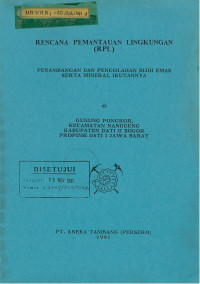 RENCANA PEMANTAUAN LINGKUNGAN
(RPL)
PENAMBANGAN DAN PENGOLAHAN BIJIH EMAS
SERTA MINERAL IKUTANNYA
di
GUNUNG PONGKOR,
KECAMATAN NANGGUNG
KABUPATEN DATI II BOGOR
PROPINSI DATI I JAWA BARAT
DISETUJUI
PT. ANEKA TAMBANG (PERSERO)